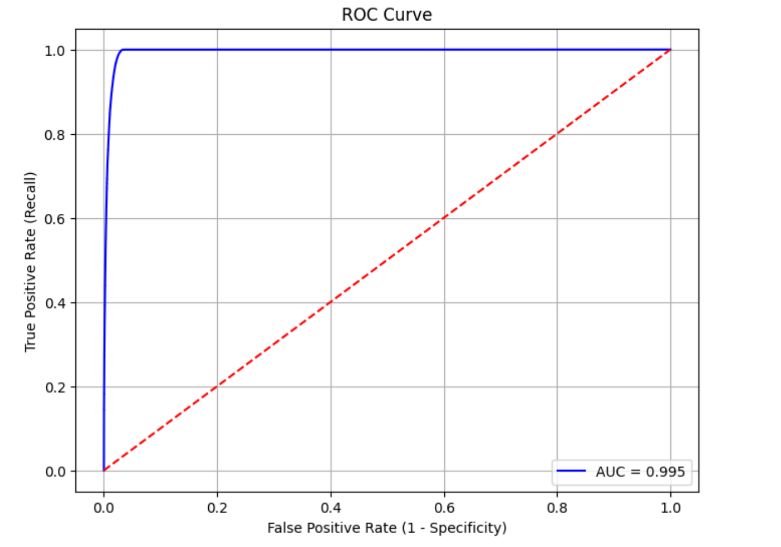 ROC Curve
True Positive Rate (Recall)
1.0
0.8
0.6
0.4
0.2
0.0
AUC = 0.995
0.0 0.2 0.4 0.6 0.8 1.0
False Positive Rate (1 - Specificity)